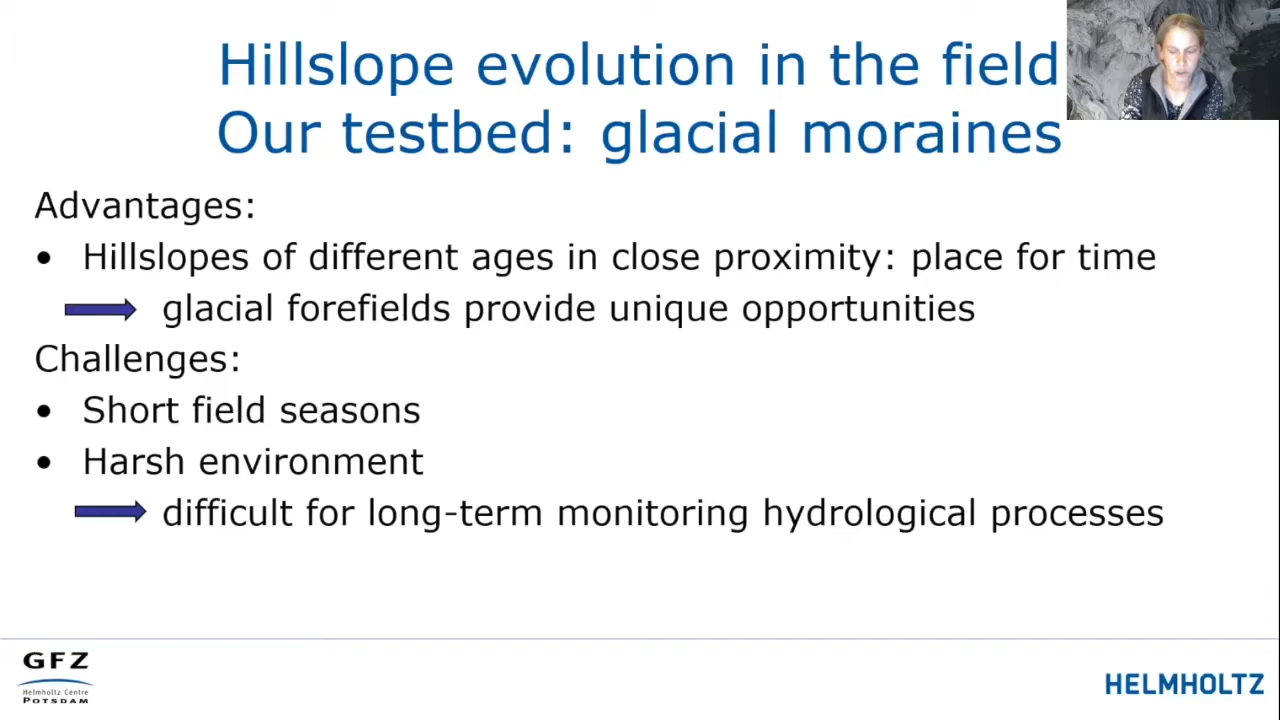 Hillslope evolution in the field
Our testbed: glacial moraines
Advantages:
• Hillslopes of different ages in close proximity: place for time
glacial forefields provide unique opportunities
Challenges:
• Short field seasons
• Harsh environment
difficult for long-term monitoring hydrological processes
GFZ
Helmholtz Centre
POTSDAM
HELMHOLTZ